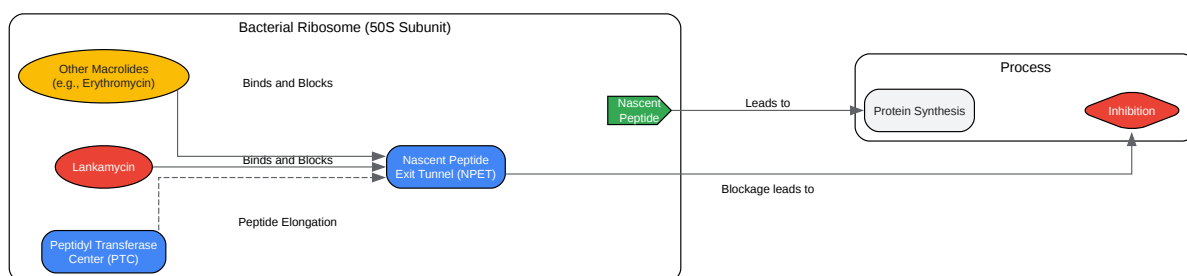 Bacterial Ribosome (50S Subunit)
Other Macrolides
(e.g., Erythromycin)
Binds and Blocks
Lankamycin
Binds and Blocks
Nascent Peptide
Exit Tunnel (NPET)
Peptide Elongation
Peptidyl Transferase
Center (PTC)
Nascent
Peptide
Leads to
Process
Protein Synthesis
Inhibition
Blockage leads to